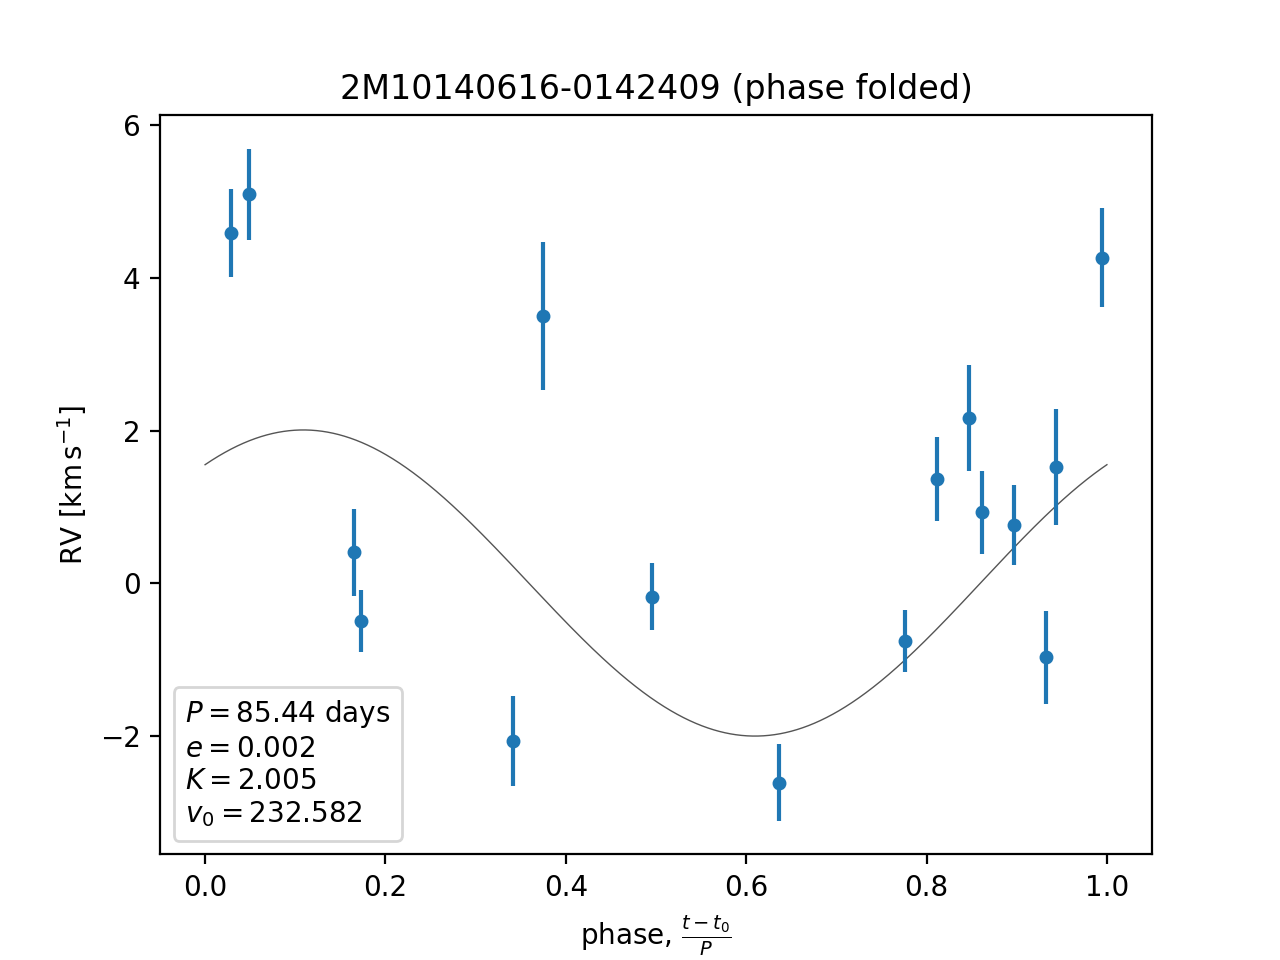 2M10140616-0142409 (phase folded)
RV [km s⁻¹]
6
4
2
0
−2
P = 85.44 days
e = 0.002
K = 2.005
v₀ = 232.582
0.0 0.2 0.4 0.6 0.8 1.0
phase, (t − t₀)/P